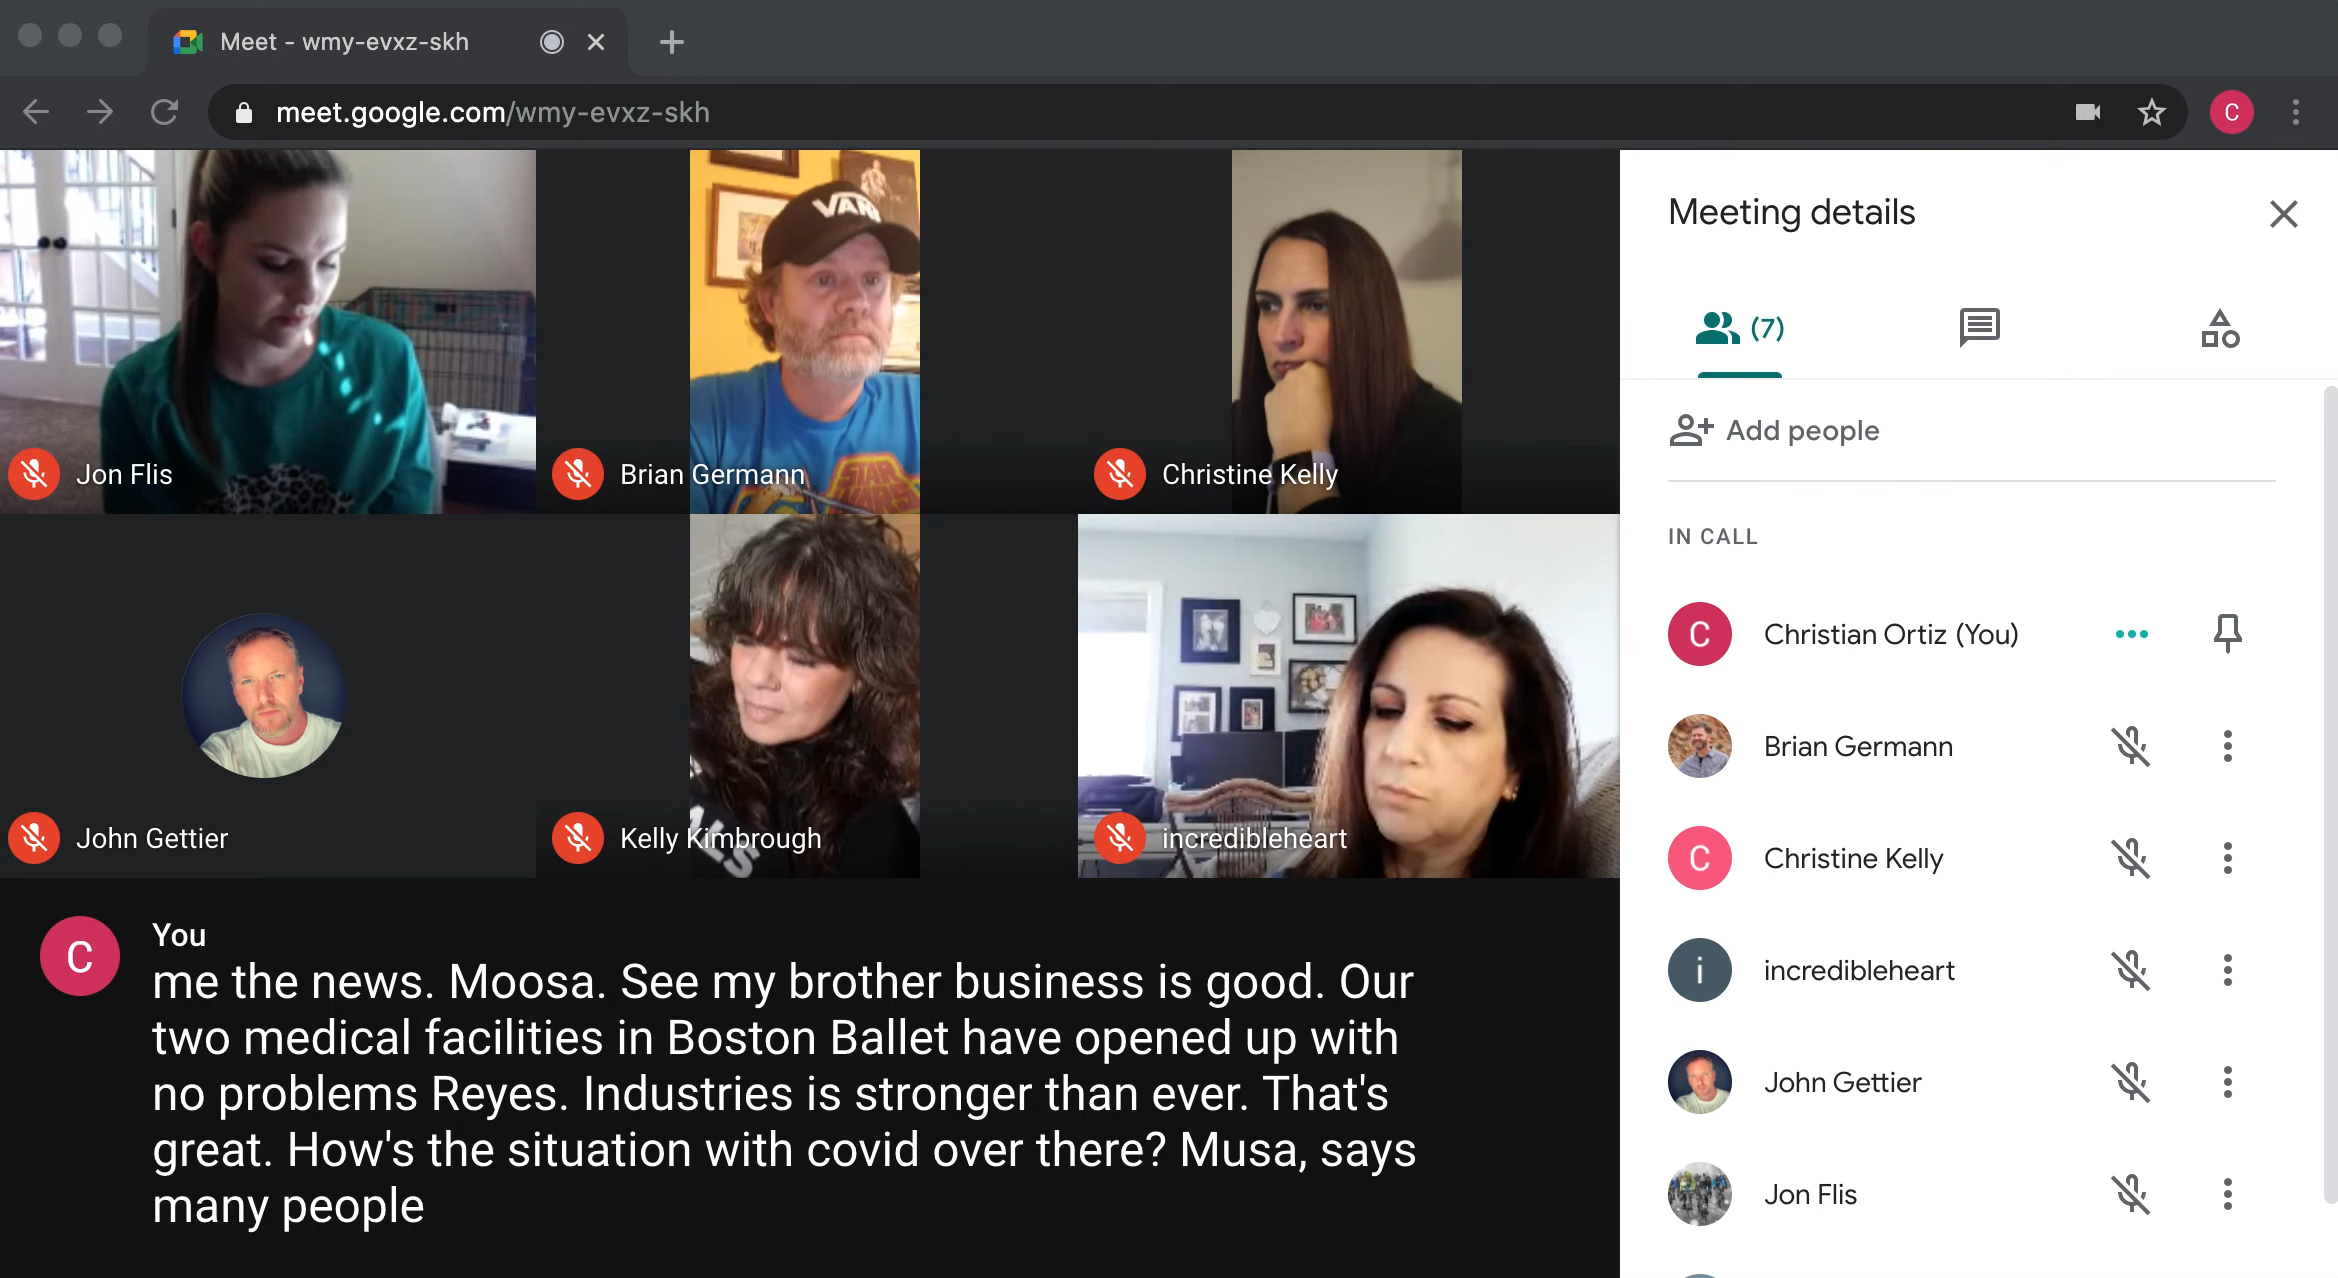 Meet - wmy-evxz-skh
meet.google.com/wmy-evxz-skh
C
VANS
Jon Flis
Brian Germann
STAR
WARS
Christine Kelly
John Gettier
Kelly Kimbrough
incredibleheart
C
You
me the news. Moosa. See my brother business is good. Our
two medical facilities in Boston Ballet have opened up with
no problems Reyes. Industries is stronger than ever. That's
great. How's the situation with covid over there? Musa, says
many people
Meeting details
(7)
Add people
IN CALL
C
Christian Ortiz (You)
Brian Germann
C
Christine Kelly
i
incredibleheart
John Gettier
Jon Flis